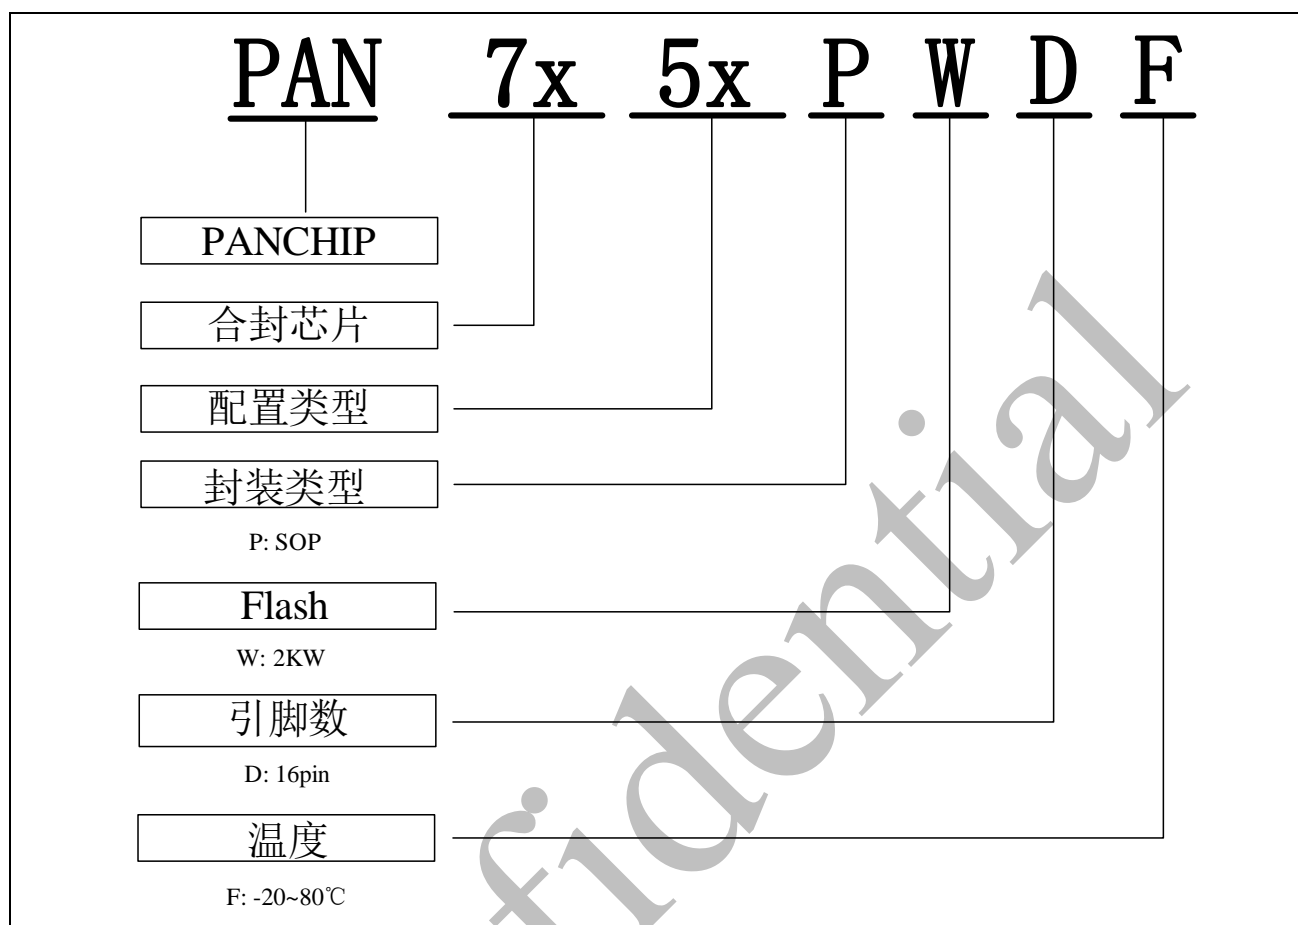 PAN 7x 5x P W D F
PANCHIP
合封芯片
配置类型
封装类型
P: SOP
Flash
W: 2KW
引脚数
D: 16pin
温度
F: -20~80℃
fidential